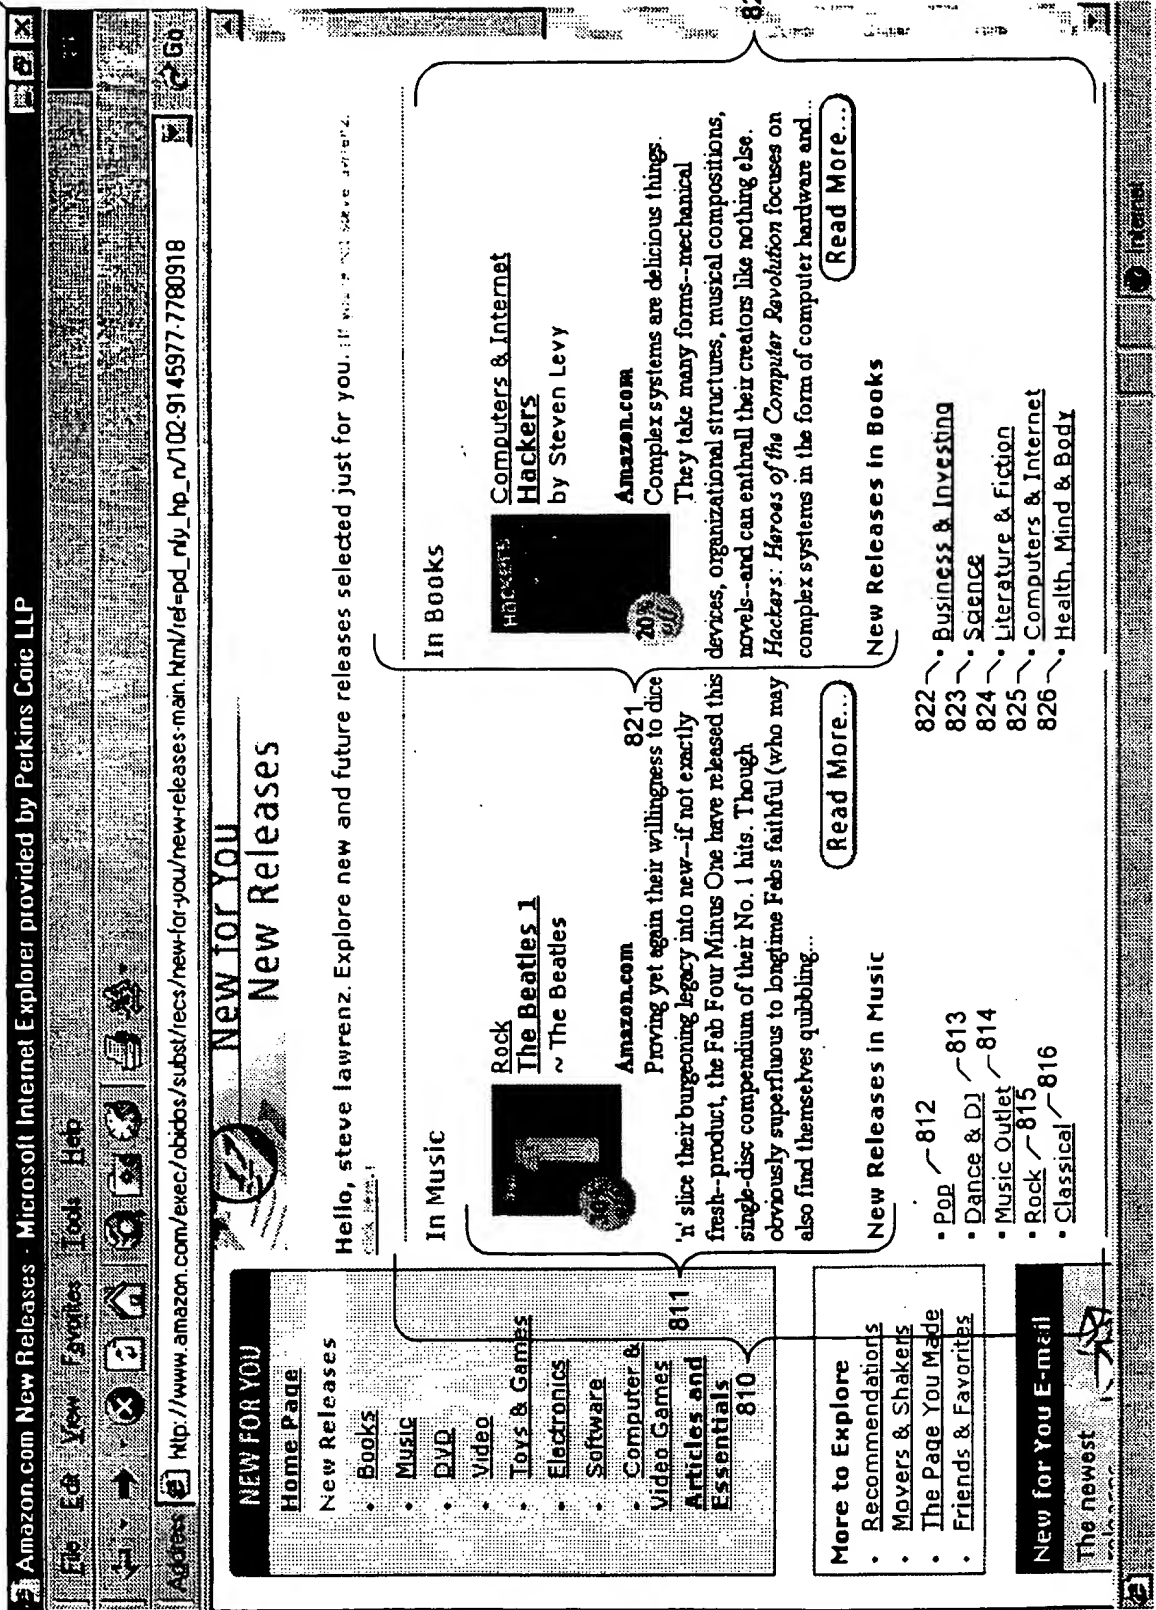 Amazon.com New Releases - Microsoft Internet Explorer provided by Perkins Coie LLP
File Edit View Favorites Tools Help
Address http://www.amazon.com/exec/obidos/subst/recs/new-for-you/new-releases-main.html/ref=pd_nfy_hp_n/102-9145977-7780918 Go
New for You
New Releases
NEW FOR YOU
Home Page
New Releases
• Books
• Music
• DVD
• Video
• Toys & Games
• Electronics
• Software
• Computer &
Video Games
Articles and
Essentials
810
811
More to Explore
• Recommendations
• Movers & Shakers
• The Page You Made
• Friends & Favorites
New for You E-mail
The newest
releases
Hello, steve lawrenz. Explore new and future releases selected just for you.
In Music
Rock
The Beatles 1
~ The Beatles
Amazon.com
Proving yet again their willingness to dice
'n' slice their burgeoning legacy into new--if not exactly
fresh--product, the Fab Four Minus One have released this
single-disc compendium of their No. 1 hits. Though
obviously superfluous to longtime Fabs faithful (who may
also find themselves quibbling...
Read More...
New Releases in Music
• Pop 812
• Dance & DJ 813
• Music Outlet 814
• Rock 815
• Classical 816
In Books
821
Hackers
20%
off
Computers & Internet
Hackers
by Steven Levy
Amazon.com
Complex systems are delicious things.
They take many forms--mechanical
devices, organizational structures, musical compositions,
novels--and can enthrall their creators like nothing else.
Hackers: Heroes of the Computer Revolution focuses on
complex systems in the form of computer hardware and...
Read More...
New Releases in Books
822 • Business & Investing
823 • Science
824 • Literature & Fiction
825 • Computers & Internet
826 • Health, Mind & Body
Internet